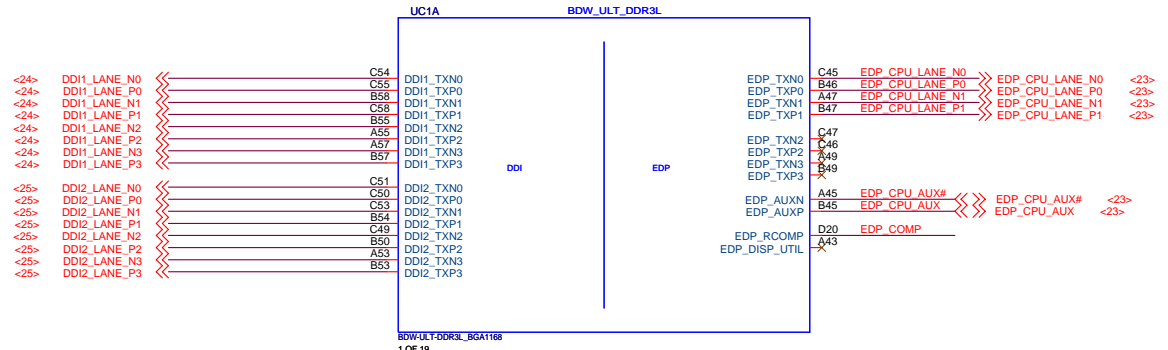 UC1A BDW_ULT_DDR3L
<24> DDI1_LANE_N0 C54 DDI1_TXN0
<24> DDI1_LANE_P0 C55 DDI1_TXP0
<24> DDI1_LANE_N1 B58 DDI1_TXN1
<24> DDI1_LANE_P1 C58 DDI1_TXP1
<24> DDI1_LANE_N2 B55 DDI1_TXN2
<24> DDI1_LANE_P2 A55 DDI1_TXP2
<24> DDI1_LANE_N3 A57 DDI1_TXN3
<24> DDI1_LANE_P3 B57 DDI1_TXP3
<25> DDI2_LANE_N0 C51 DDI2_TXN0
<25> DDI2_LANE_P0 C50 DDI2_TXP0
<25> DDI2_LANE_N1 C53 DDI2_TXN1
<25> DDI2_LANE_P1 B54 DDI2_TXP1
<25> DDI2_LANE_N2 C49 DDI2_TXN2
<25> DDI2_LANE_P2 B50 DDI2_TXP2
<25> DDI2_LANE_N3 A53 DDI2_TXN3
<25> DDI2_LANE_P3 B53 DDI2_TXP3
DDI EDP
EDP_TXN0 C45 EDP_CPU_LANE_N0 EDP_CPU_LANE_N0 <23>
EDP_TXP0 B46 EDP_CPU_LANE_P0 EDP_CPU_LANE_P0 <23>
EDP_TXN1 A47 EDP_CPU_LANE_N1 EDP_CPU_LANE_N1 <23>
EDP_TXP1 B47 EDP_CPU_LANE_P1 EDP_CPU_LANE_P1 <23>
EDP_TXN2 C47
EDP_TXP2 C46
EDP_TXN3 A49
EDP_TXP3 B49
EDP_AUXN A45 EDP_CPU_AUX# EDP_CPU_AUX# <23>
EDP_AUXP B45 EDP_CPU_AUX EDP_CPU_AUX <23>
EDP_RCOMP D20 EDP_COMP
EDP_DISP_UTIL A43
BDW-ULT-DDR3L_BGA1168
1 OF 19